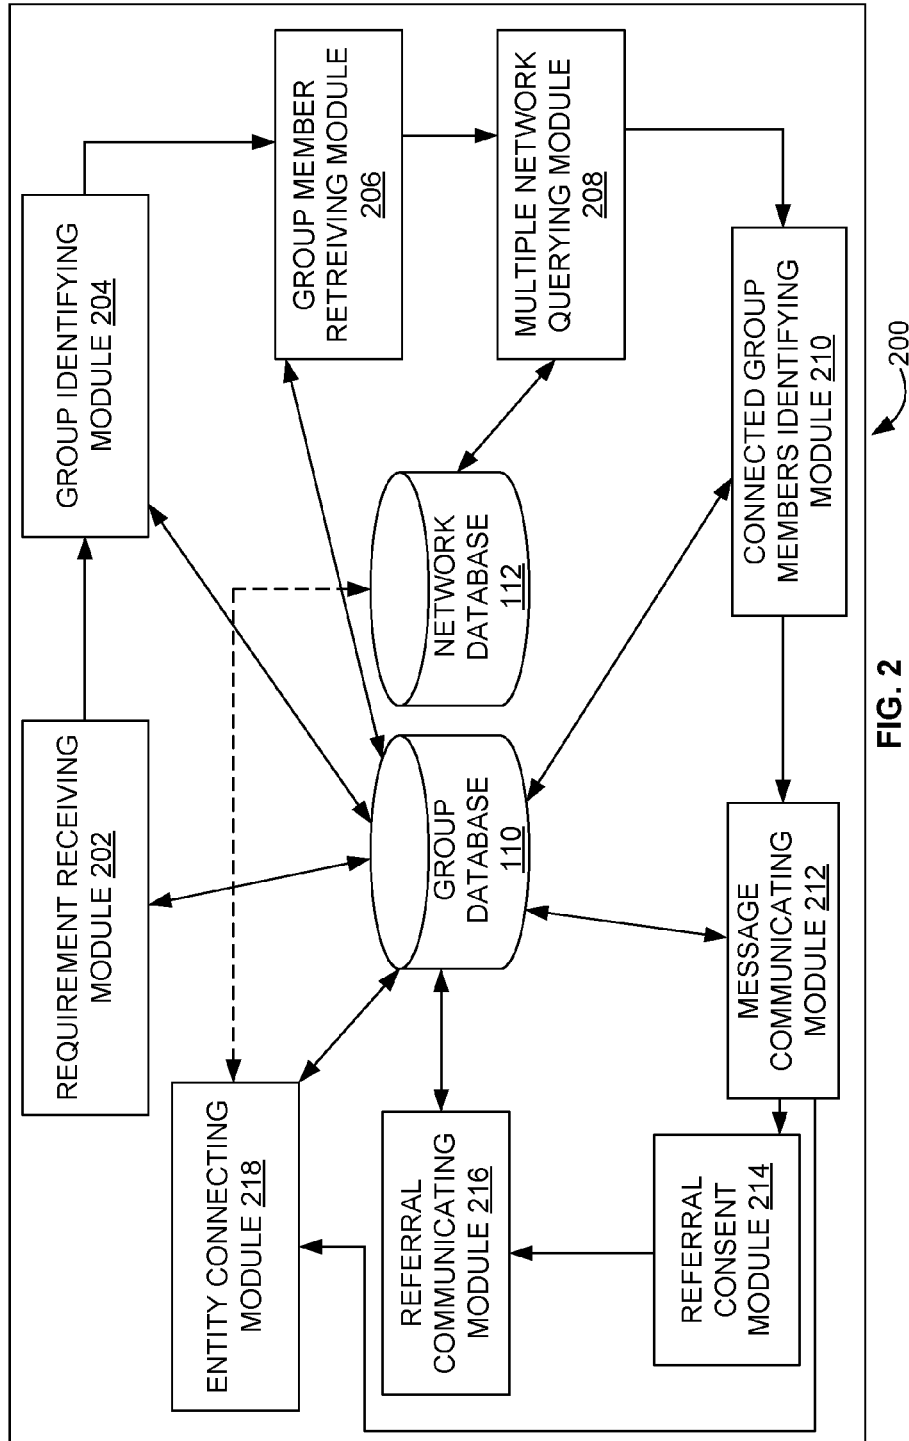 REQUIREMENT RECEIVING
MODULE 202
GROUP IDENTIFYING
MODULE 204
GROUP MEMBER
RETREIVING MODULE
206
MULTIPLE NETWORK
QUERYING MODULE
208
CONNECTED GROUP
MEMBERS IDENTIFYING
MODULE 210
MESSAGE
COMMUNICATING
MODULE 212
REFERRAL
CONSENT
MODULE 214
REFERRAL
COMMUNICATING
MODULE 216
ENTITY CONNECTING
MODULE 218
GROUP
DATABASE
110
NETWORK
DATABASE
112
200
FIG. 2